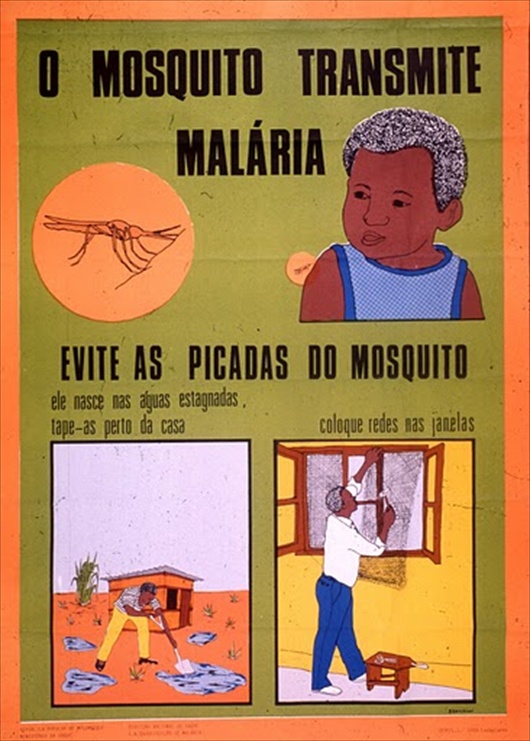 O MOSQUITO TRANSMITE
MALÁRIA
EVITE AS PICADAS DO MOSQUITO
ele nasce nas águas estagnadas,
tape-as perto da casa
coloque redes nas janelas